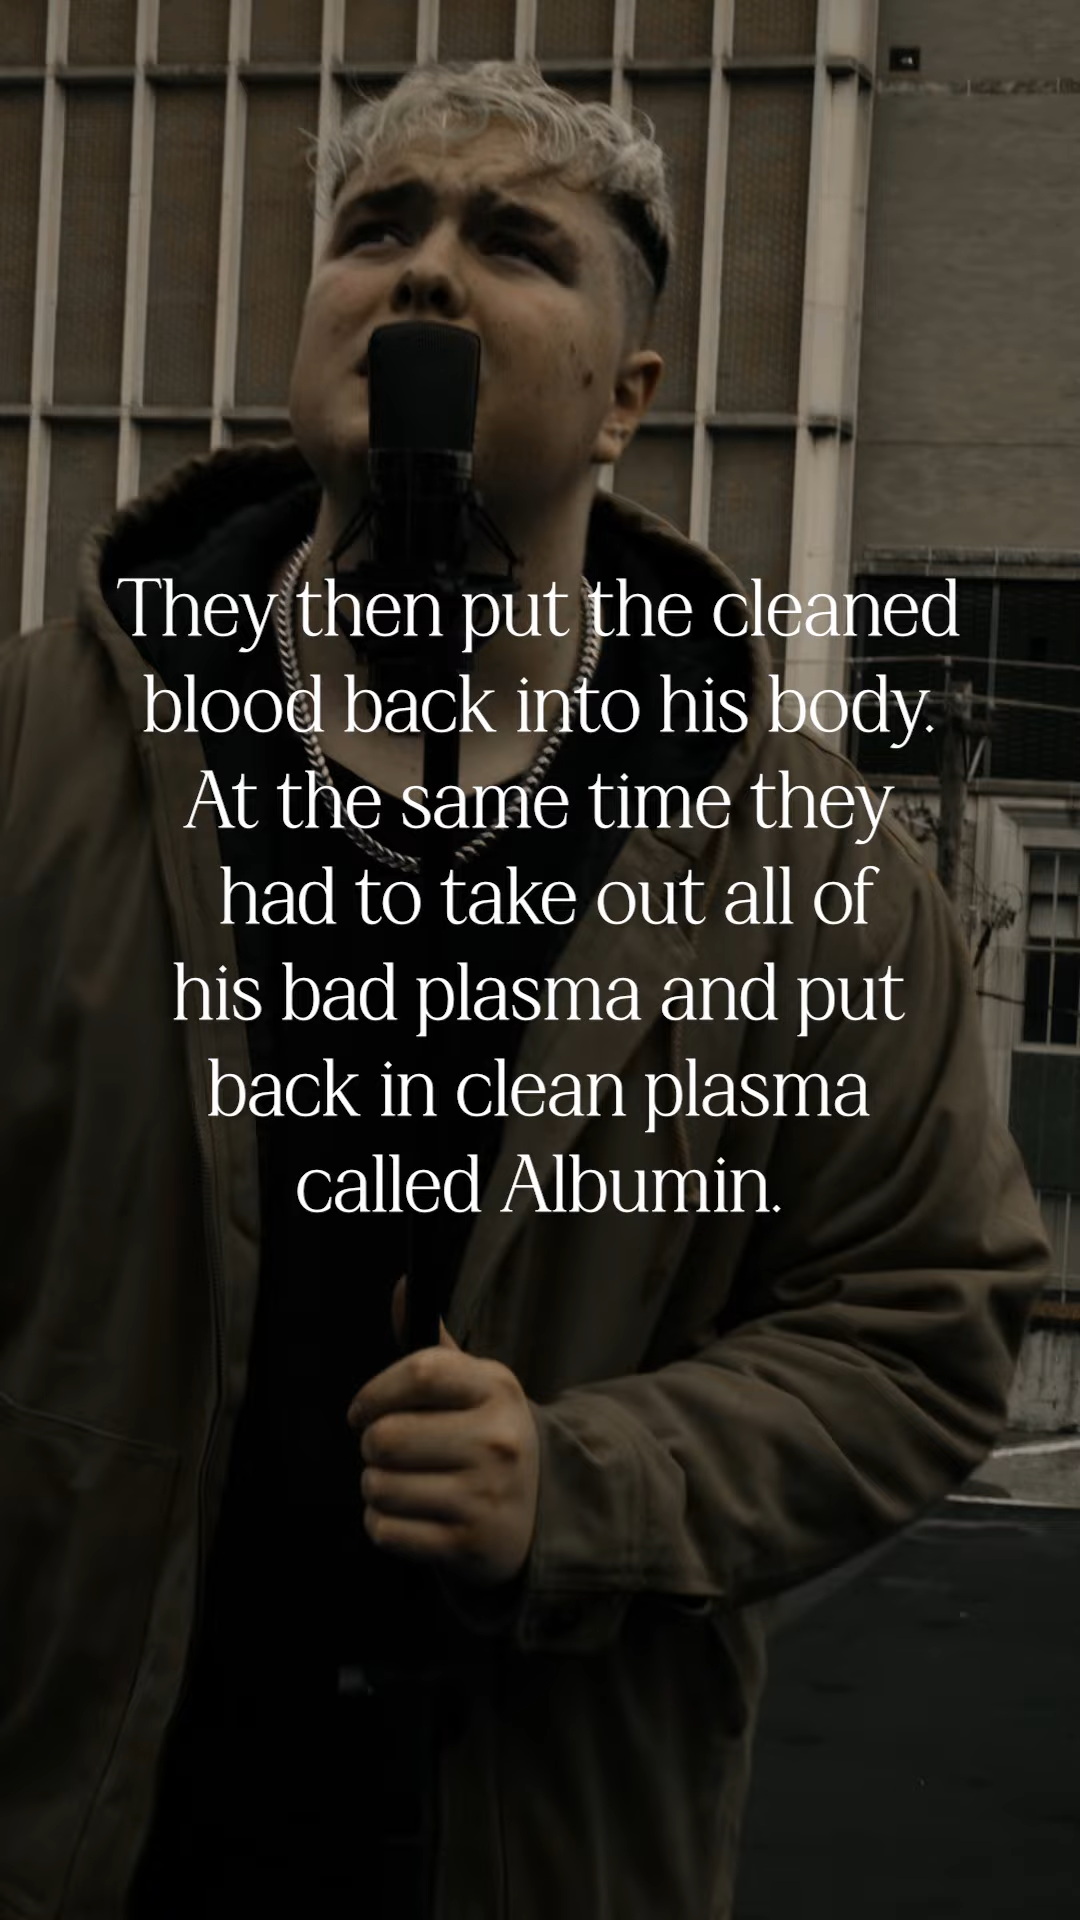 They then put the cleaned
blood back into his body.
At the same time they
had to take out all of
his bad plasma and put
back in clean plasma
called Albumin.